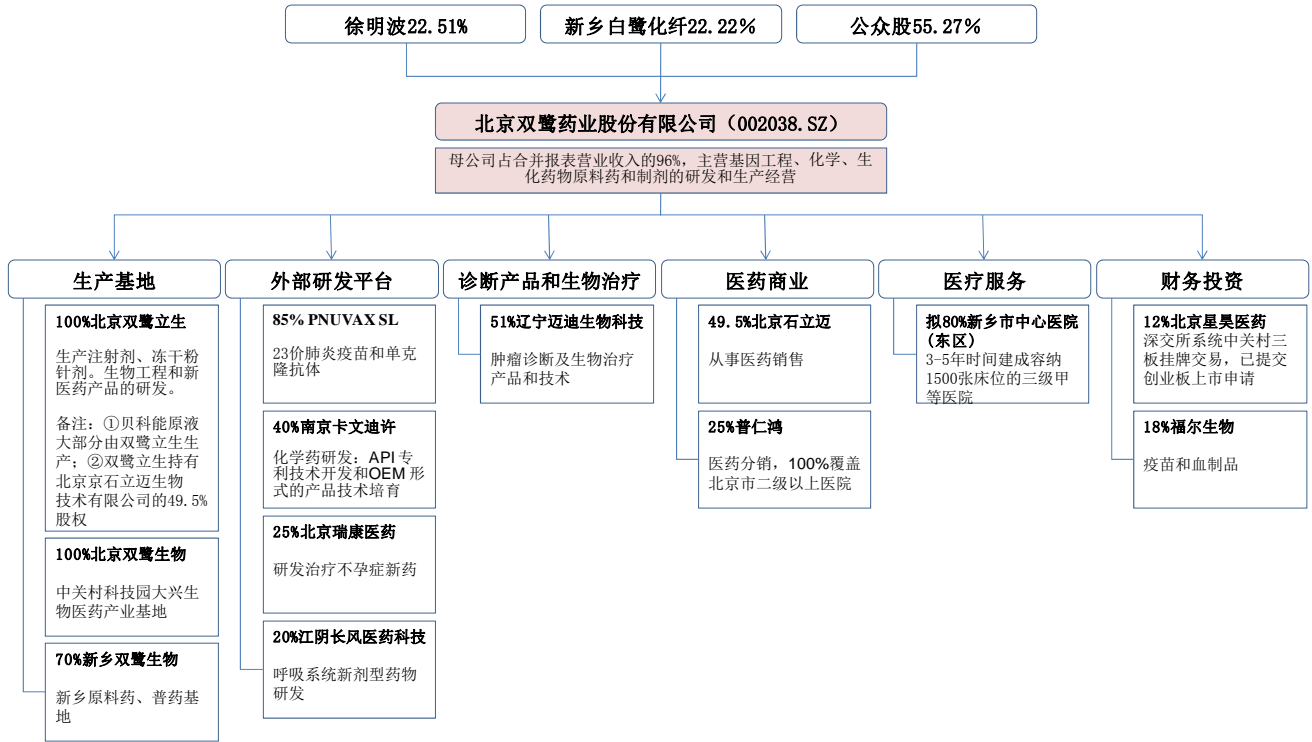 徐明波22.51%
新乡白鹭化纤22.22%
公众股55.27%
北京双鹭药业股份有限公司（002038.SZ）
母公司占合并报表营业收入的96%，主营基因工程、化学、生
化药物原料药和制剂的研发和生产经营
生产基地
100%北京双鹭立生
生产注射剂、冻干粉
针剂。生物工程和新
医药产品的研发。
备注：①贝科能原液
大部分由双鹭立生生
产；②双鹭立生持有
北京京石立迈生物
技术有限公司的49.5%
股权
100%北京双鹭生物
中关村科技园大兴生
物医药产业基地
70%新乡双鹭生物
新乡原料药、普药基
地
外部研发平台
85% PNUVAX SL
23价肺炎疫苗和单克
隆抗体
40%南京卡文迪许
化学药研发：API专
利技术开发和OEM形
式的产品技术培育
25%北京瑞康医药
研发治疗不孕症新药
20%江阴长风医药科技
呼吸系统新剂型药物
研发
诊断产品和生物治疗
51%辽宁迈迪生物科技
肿瘤诊断及生物治疗
产品和技术
医药商业
49.5%北京石立迈
从事医药销售
25%普仁鸿
医药分销，100%覆盖
北京市二级以上医院
医疗服务
拟80%新乡市中心医院
(东区)
3-5年时间建成容纳
1500张床位的三级甲
等医院
财务投资
12%北京星昊医药
深交所系统中关村三
板挂牌交易，已提交
创业板上市申请
18%福尔生物
疫苗和血制品